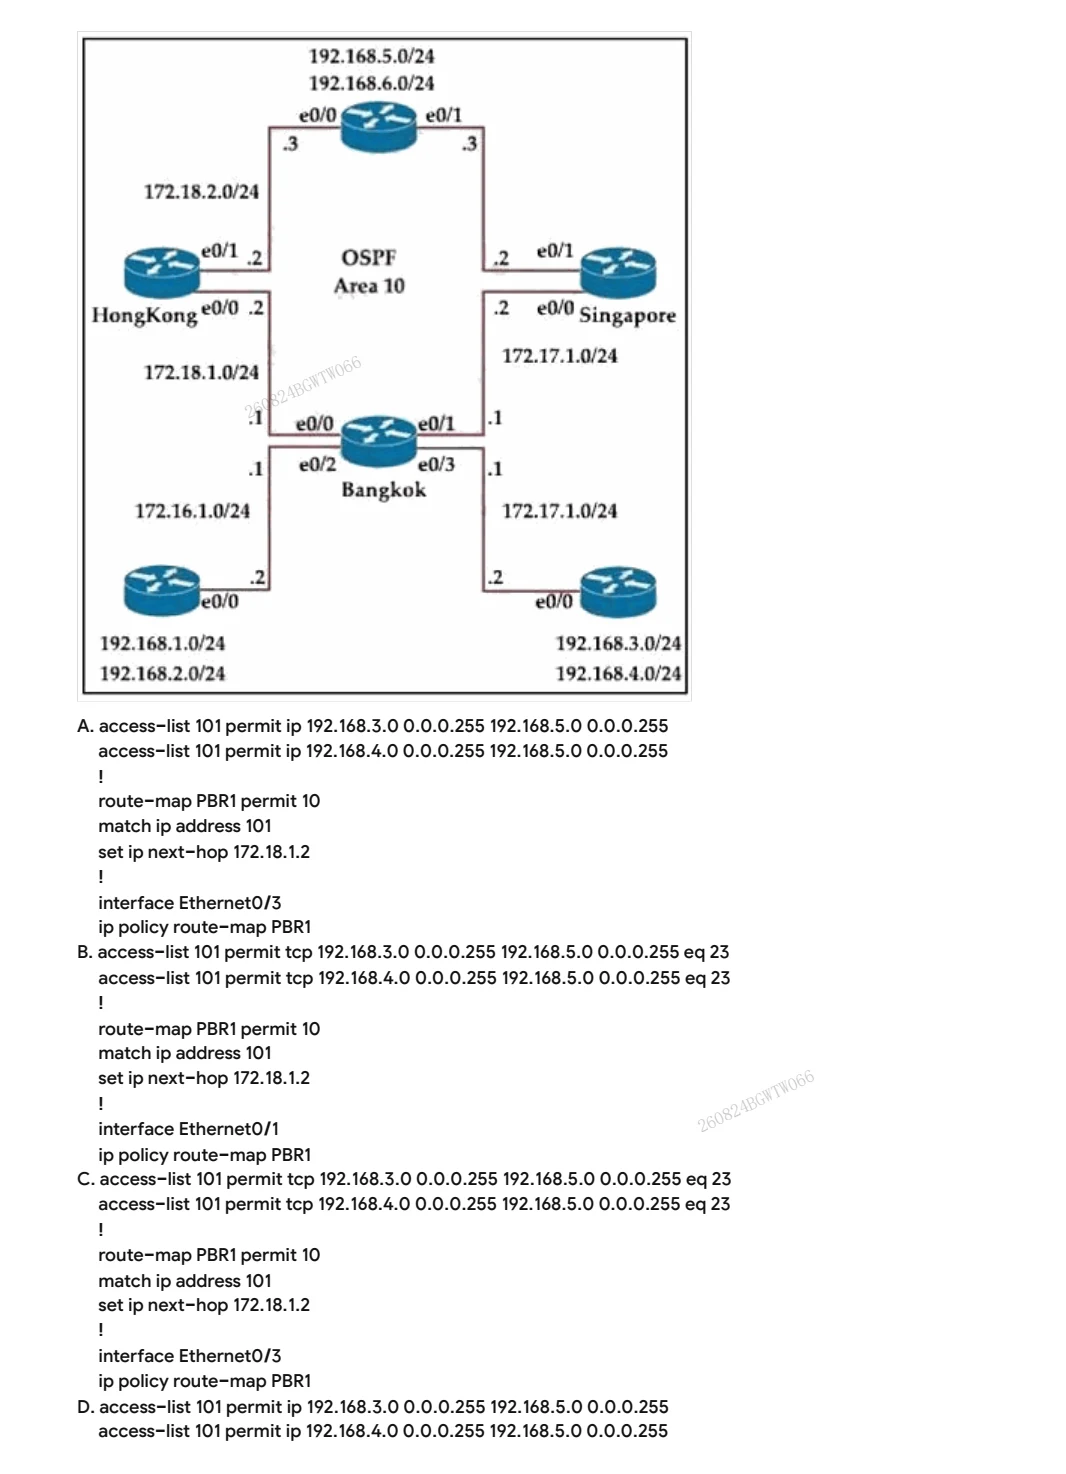 192.168.5.0/24
192.168.6.0/24
e0/0 e0/1
.3 .3
172.18.2.0/24
e0/1 .2 OSPF .2 e0/1
Area 10
HongKong e0/0 .2 .2 e0/0 Singapore
172.17.1.0/24
172.18.1.0/24
260824BGWTW066
.1 e0/0 e0/1 .1
.1 e0/2 e0/3 .1
Bangkok
172.16.1.0/24 172.17.1.0/24
.2 .2
e0/0 e0/0
192.168.1.0/24 192.168.3.0/24
192.168.2.0/24 192.168.4.0/24
A. access-list 101 permit ip 192.168.3.0 0.0.0.255 192.168.5.0 0.0.0.255
access-list 101 permit ip 192.168.4.0 0.0.0.255 192.168.5.0 0.0.0.255
!
route-map PBR1 permit 10
match ip address 101
set ip next-hop 172.18.1.2
!
interface Ethernet0/3
ip policy route-map PBR1
B. access-list 101 permit tcp 192.168.3.0 0.0.0.255 192.168.5.0 0.0.0.255 eq 23
access-list 101 permit tcp 192.168.4.0 0.0.0.255 192.168.5.0 0.0.0.255 eq 23
!
route-map PBR1 permit 10
match ip address 101
set ip next-hop 172.18.1.2
!
260824BGWTW066
interface Ethernet0/1
ip policy route-map PBR1
C. access-list 101 permit tcp 192.168.3.0 0.0.0.255 192.168.5.0 0.0.0.255 eq 23
access-list 101 permit tcp 192.168.4.0 0.0.0.255 192.168.5.0 0.0.0.255 eq 23
!
route-map PBR1 permit 10
match ip address 101
set ip next-hop 172.18.1.2
!
interface Ethernet0/3
ip policy route-map PBR1
D. access-list 101 permit ip 192.168.3.0 0.0.0.255 192.168.5.0 0.0.0.255
access-list 101 permit ip 192.168.4.0 0.0.0.255 192.168.5.0 0.0.0.255